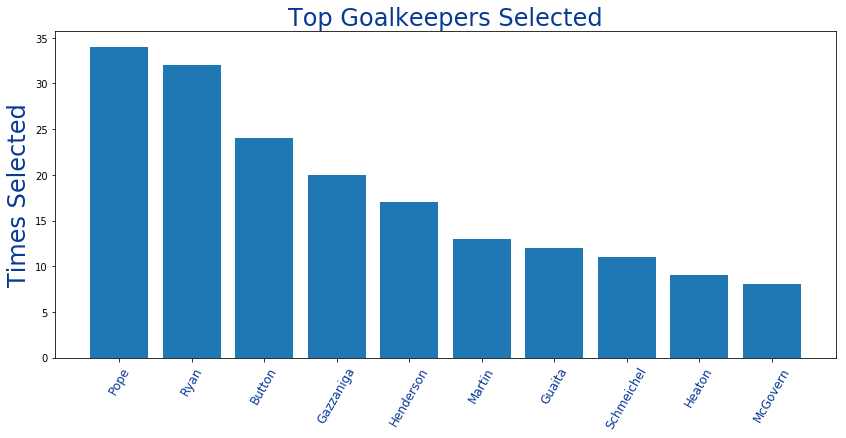 Top Goalkeepers Selected
Times Selected
35
30
25
20
15
10
5
0
Pope
Ryan
Button
Gazzaniga
Henderson
Martin
Guaita
Schmeichel
Heaton
McGovern